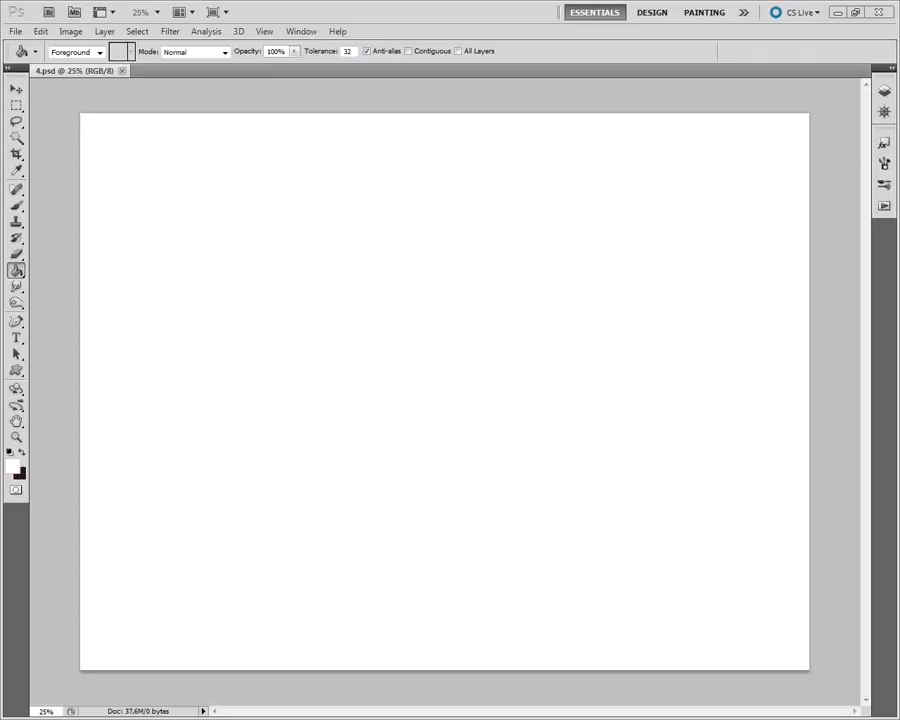 Ps Br Mb 25% ESSENTIALS DESIGN PAINTING CS Live
File Edit Image Layer Select Filter Analysis 3D View Window Help
Foreground Mode: Normal Opacity: 100% Tolerance: 32 Anti-alias Contiguous All Layers
4.psd @ 25% (RGB/8)
T
25% Doc: 37,6M/0 bytes